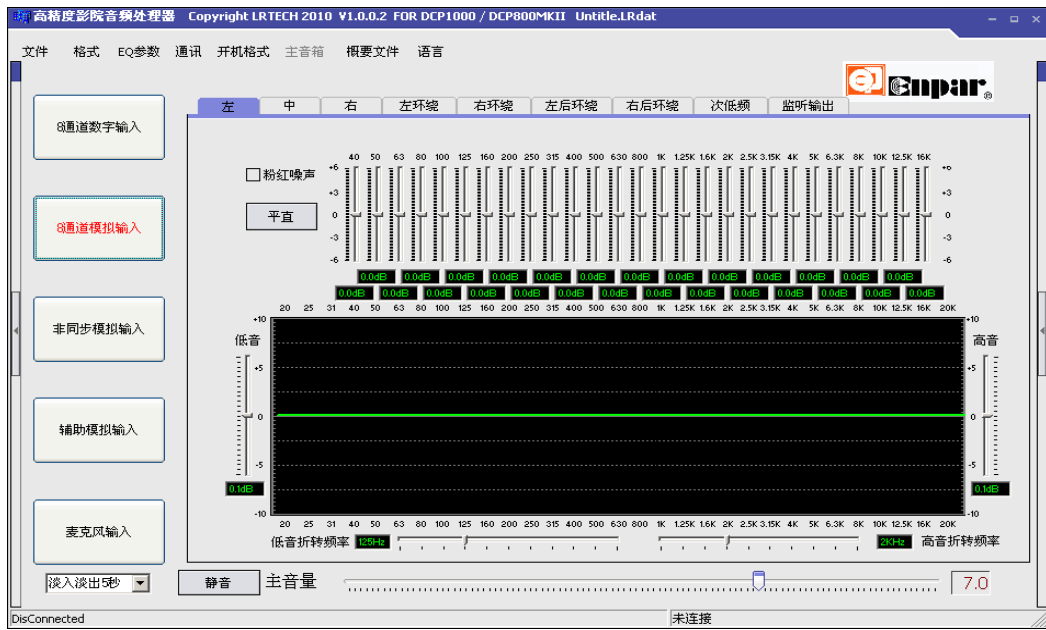 高精度影院音频处理器 Copyright LRTECH 2010 V1.0.0.2 FOR DCP1000 / DCP800MKII Untitle.LRdat
文件 格式 EQ参数 通讯 开机格式 主音箱 概要文件 语言
Enpar ®
左 中 右 左环绕 右环绕 左后环绕 右后环绕 次低频 监听输出
8通道数字输入
8通道模拟输入
非同步模拟输入
辅助模拟输入
麦克风输入
淡入淡出5秒
粉红噪声
平直
40 50 63 80 100 125 160 200 250 315 400 500 630 800 1K 1.25K 1.6K 2K 2.5K 3.15K 4K 5K 6.3K 8K 10K 12.5K 16K
+6 +6
+3 +3
0 0
-3 -3
-6 -6
0.0dB 0.0dB 0.0dB 0.0dB 0.0dB 0.0dB 0.0dB 0.0dB 0.0dB 0.0dB 0.0dB 0.0dB 0.0dB
0.0dB 0.0dB 0.0dB 0.0dB 0.0dB 0.0dB 0.0dB 0.0dB 0.0dB 0.0dB 0.0dB 0.0dB 0.0dB 0.0dB
20 25 31 40 50 63 80 100 125 160 200 250 315 400 500 630 800 1K 1.25K 1.6K 2K 2.5K 3.15K 4K 5K 6.3K 8K 10K 12.5K 16K 20K
+10 +10
低音 高音
+5 +5
0 0
-5 -5
0.1dB 0.1dB
-10 -10
20 25 31 40 50 63 80 100 125 160 200 250 315 400 500 630 800 1K 1.25K 1.6K 2K 2.5K 3.15K 4K 5K 6.3K 8K 10K 12.5K 16K 20K
低音折转频率 125Hz 2KHz 高音折转频率
静音 主音量 7.0
DisConnected 未连接